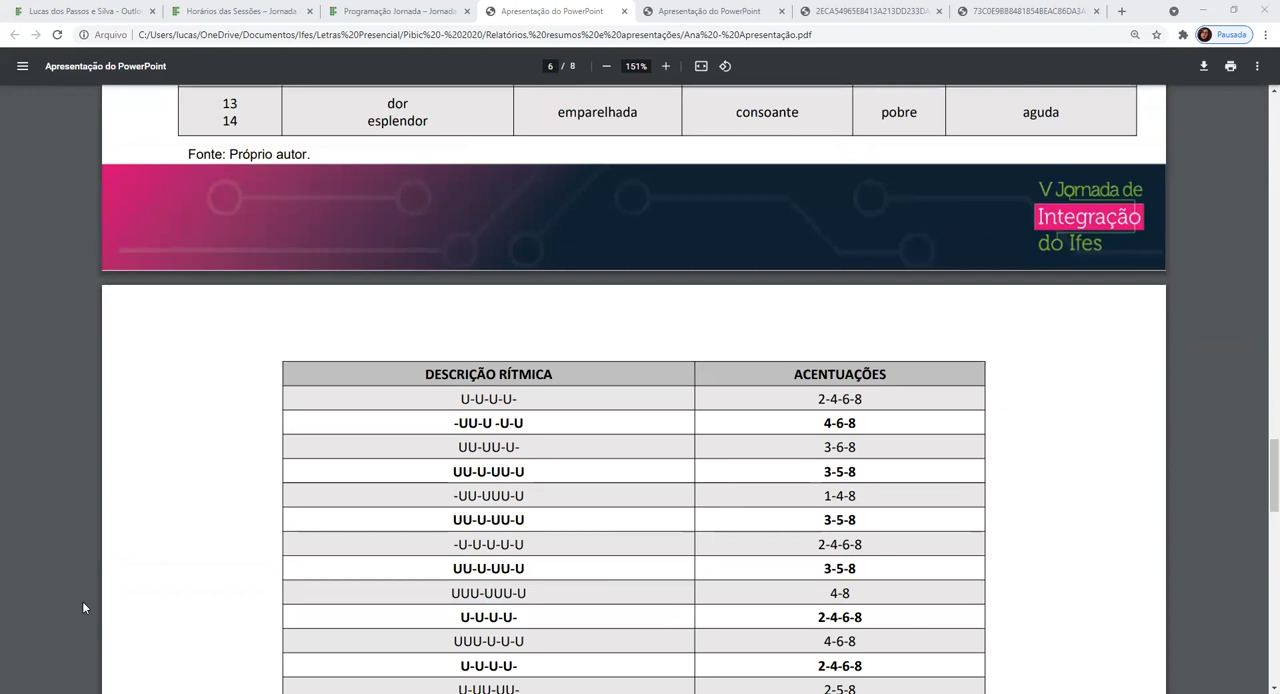 Lucas dos Passos e Silva - Outlo
Horários das Sessões – Jornada
Programação Jornada – Jornada
Apresentação do PowerPoint
Apresentação do PowerPoint
2ECA54965E8413A213DD233DA
73C0E9BB8481854BEAC86DA3A
Arquivo
C:/Users/lucas/OneDrive/Documentos/Ifes/Letras%20Presencial/Pibic%20-%202020/Relatórios.%20resumos%20e%20apresentações/Ana%20-%20Apresentação.pdf
Pausada
Apresentação do PowerPoint
6 / 8
151%
13 dor
14 esplendor
emparelhada consoante pobre aguda
Fonte: Próprio autor.
V Jornada de
Integração
do Ifes
DESCRIÇÃO RÍTMICA ACENTUAÇÕES
U-U-U-U- 2-4-6-8
-UU-U -U-U 4-6-8
UU-UU-U- 3-6-8
UU-U-UU-U 3-5-8
-UU-UUU-U 1-4-8
UU-U-UU-U 3-5-8
-U-U-U-U-U 2-4-6-8
UU-U-UU-U 3-5-8
UUU-UUU-U 4-8
U-U-U-U- 2-4-6-8
UUU-U-U-U 4-6-8
U-U-U-U- 2-4-6-8
U-UU-UU- 2-5-8